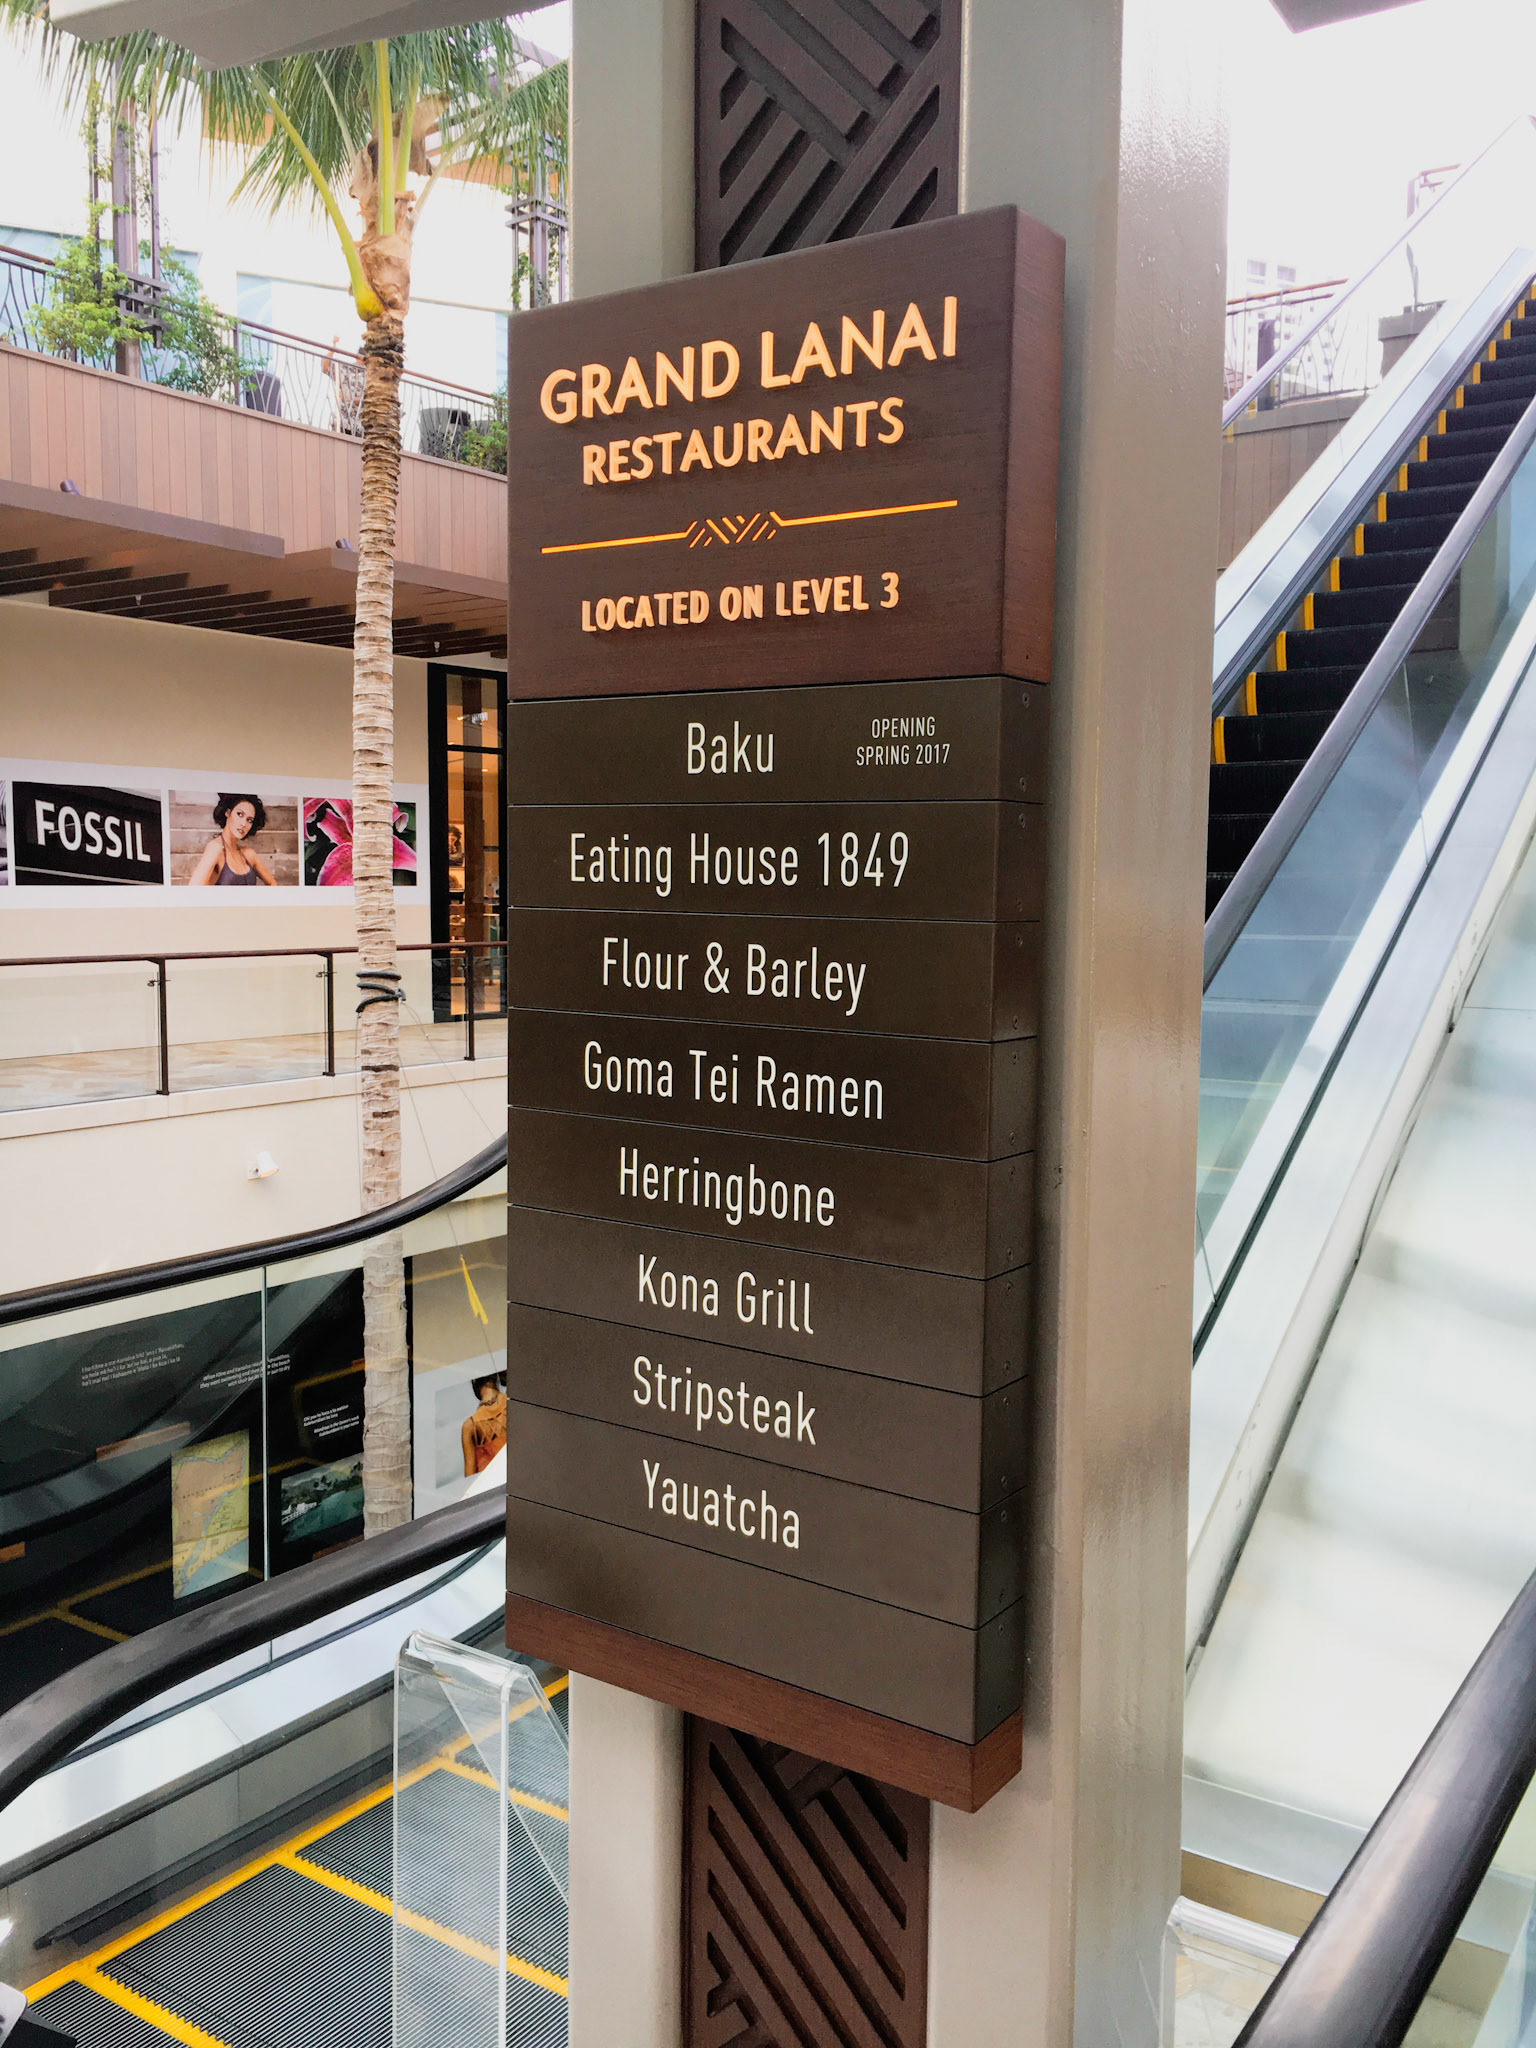 GRAND LANAI
RESTAURANTS
LOCATED ON LEVEL 3
Baku
OPENING
SPRING 2017
Eating House 1849
Flour & Barley
Goma Tei Ramen
Herringbone
Kona Grill
Stripsteak
Yauatcha
FOSSIL